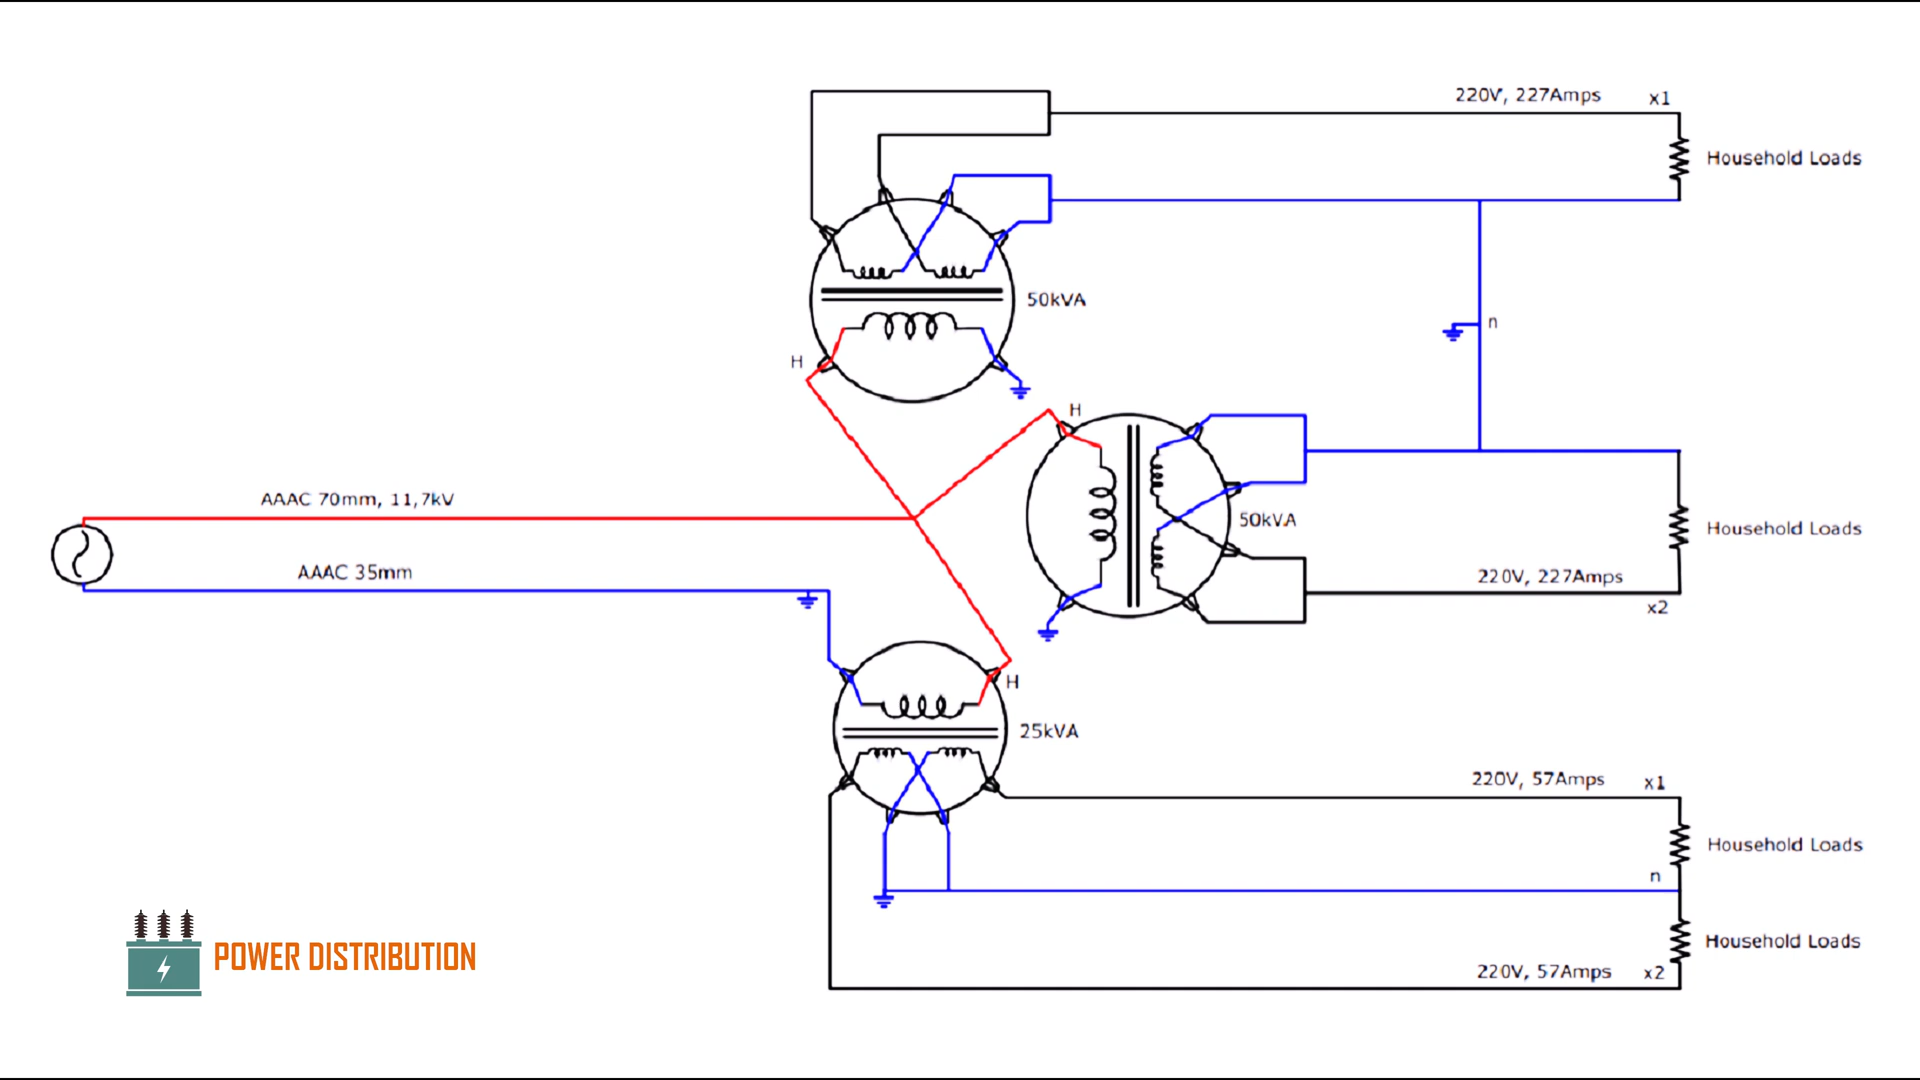 220V, 227Amps x1
Household Loads
50kVA
n
H
H
AAAC 70mm, 11,7kV
50kVA
Household Loads
AAAC 35mm
220V, 227Amps
x2
H
25kVA
220V, 57Amps x1
Household Loads
n
Household Loads
POWER DISTRIBUTION
220V, 57Amps x2